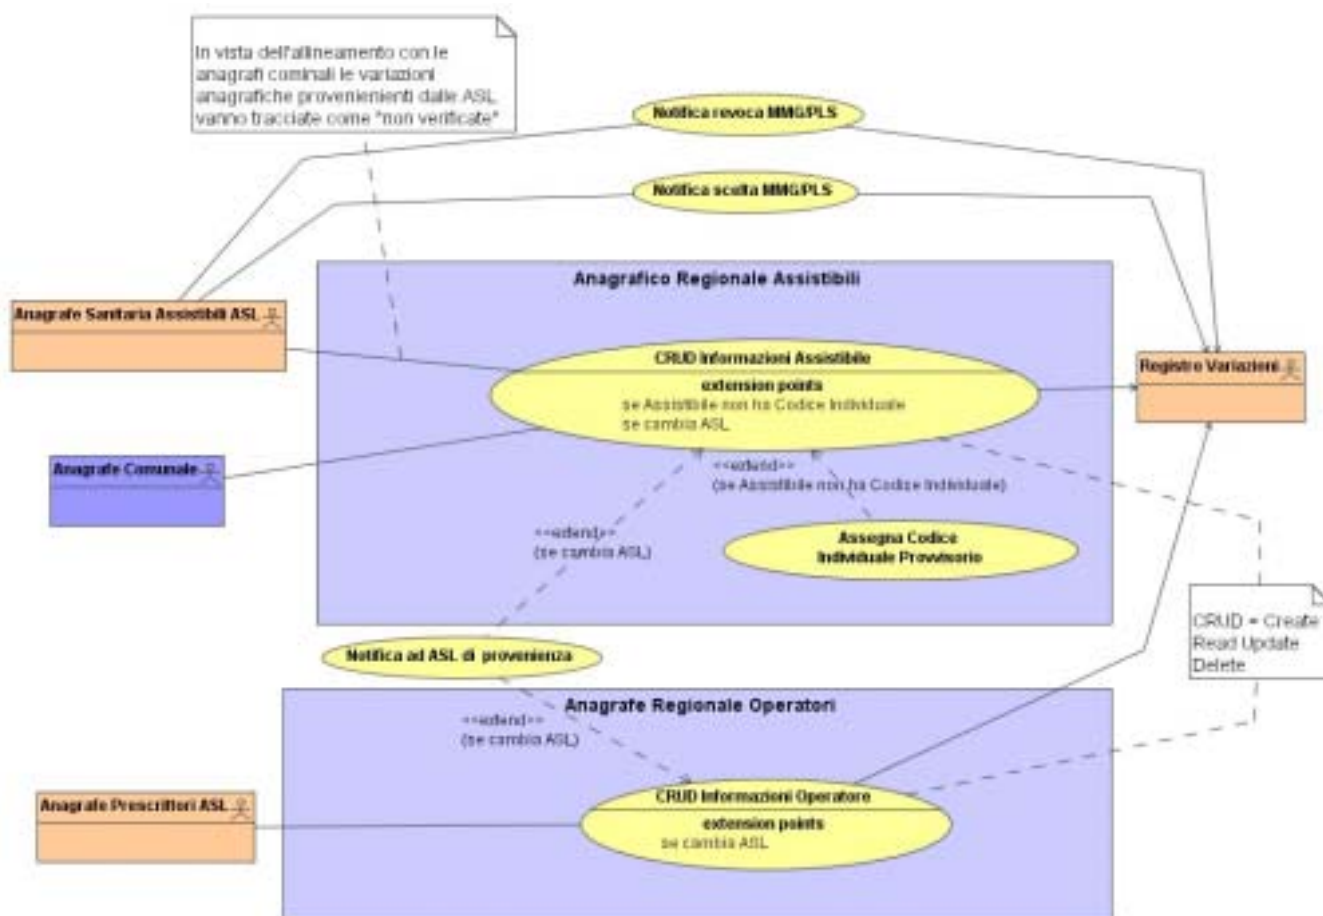 In vista dell'allineamento con le
anagrafi cominali le variazioni
anagrafiche provenienienti dalle ASL
vanno tracciate come "non verificate"
Notifica revoca MMG/PLS
Notifica scelta MMG/PLS
Anagrafico Regionale Assistibili
Anagrafe Sanitaria Assistibili ASL
CRUD Informazioni Assistibile
extension points
se Assistibile non ha Codice Individuale
se cambia ASL
Registro Variazioni
Anagrafe Comunale
<<extend>>
(se Assistibile non ha Codice Individuale)
<<extend>>
(se cambia ASL)
Assegna Codice
Individuale Provvisorio
CRUD = Create
Read Update
Delete
Notifica ad ASL di provenienza
Anagrafe Regionale Operatori
<<extend>>
(se cambia ASL)
Anagrafe Prescrittori ASL
CRUD Informazioni Operatore
extension points
se cambia ASL